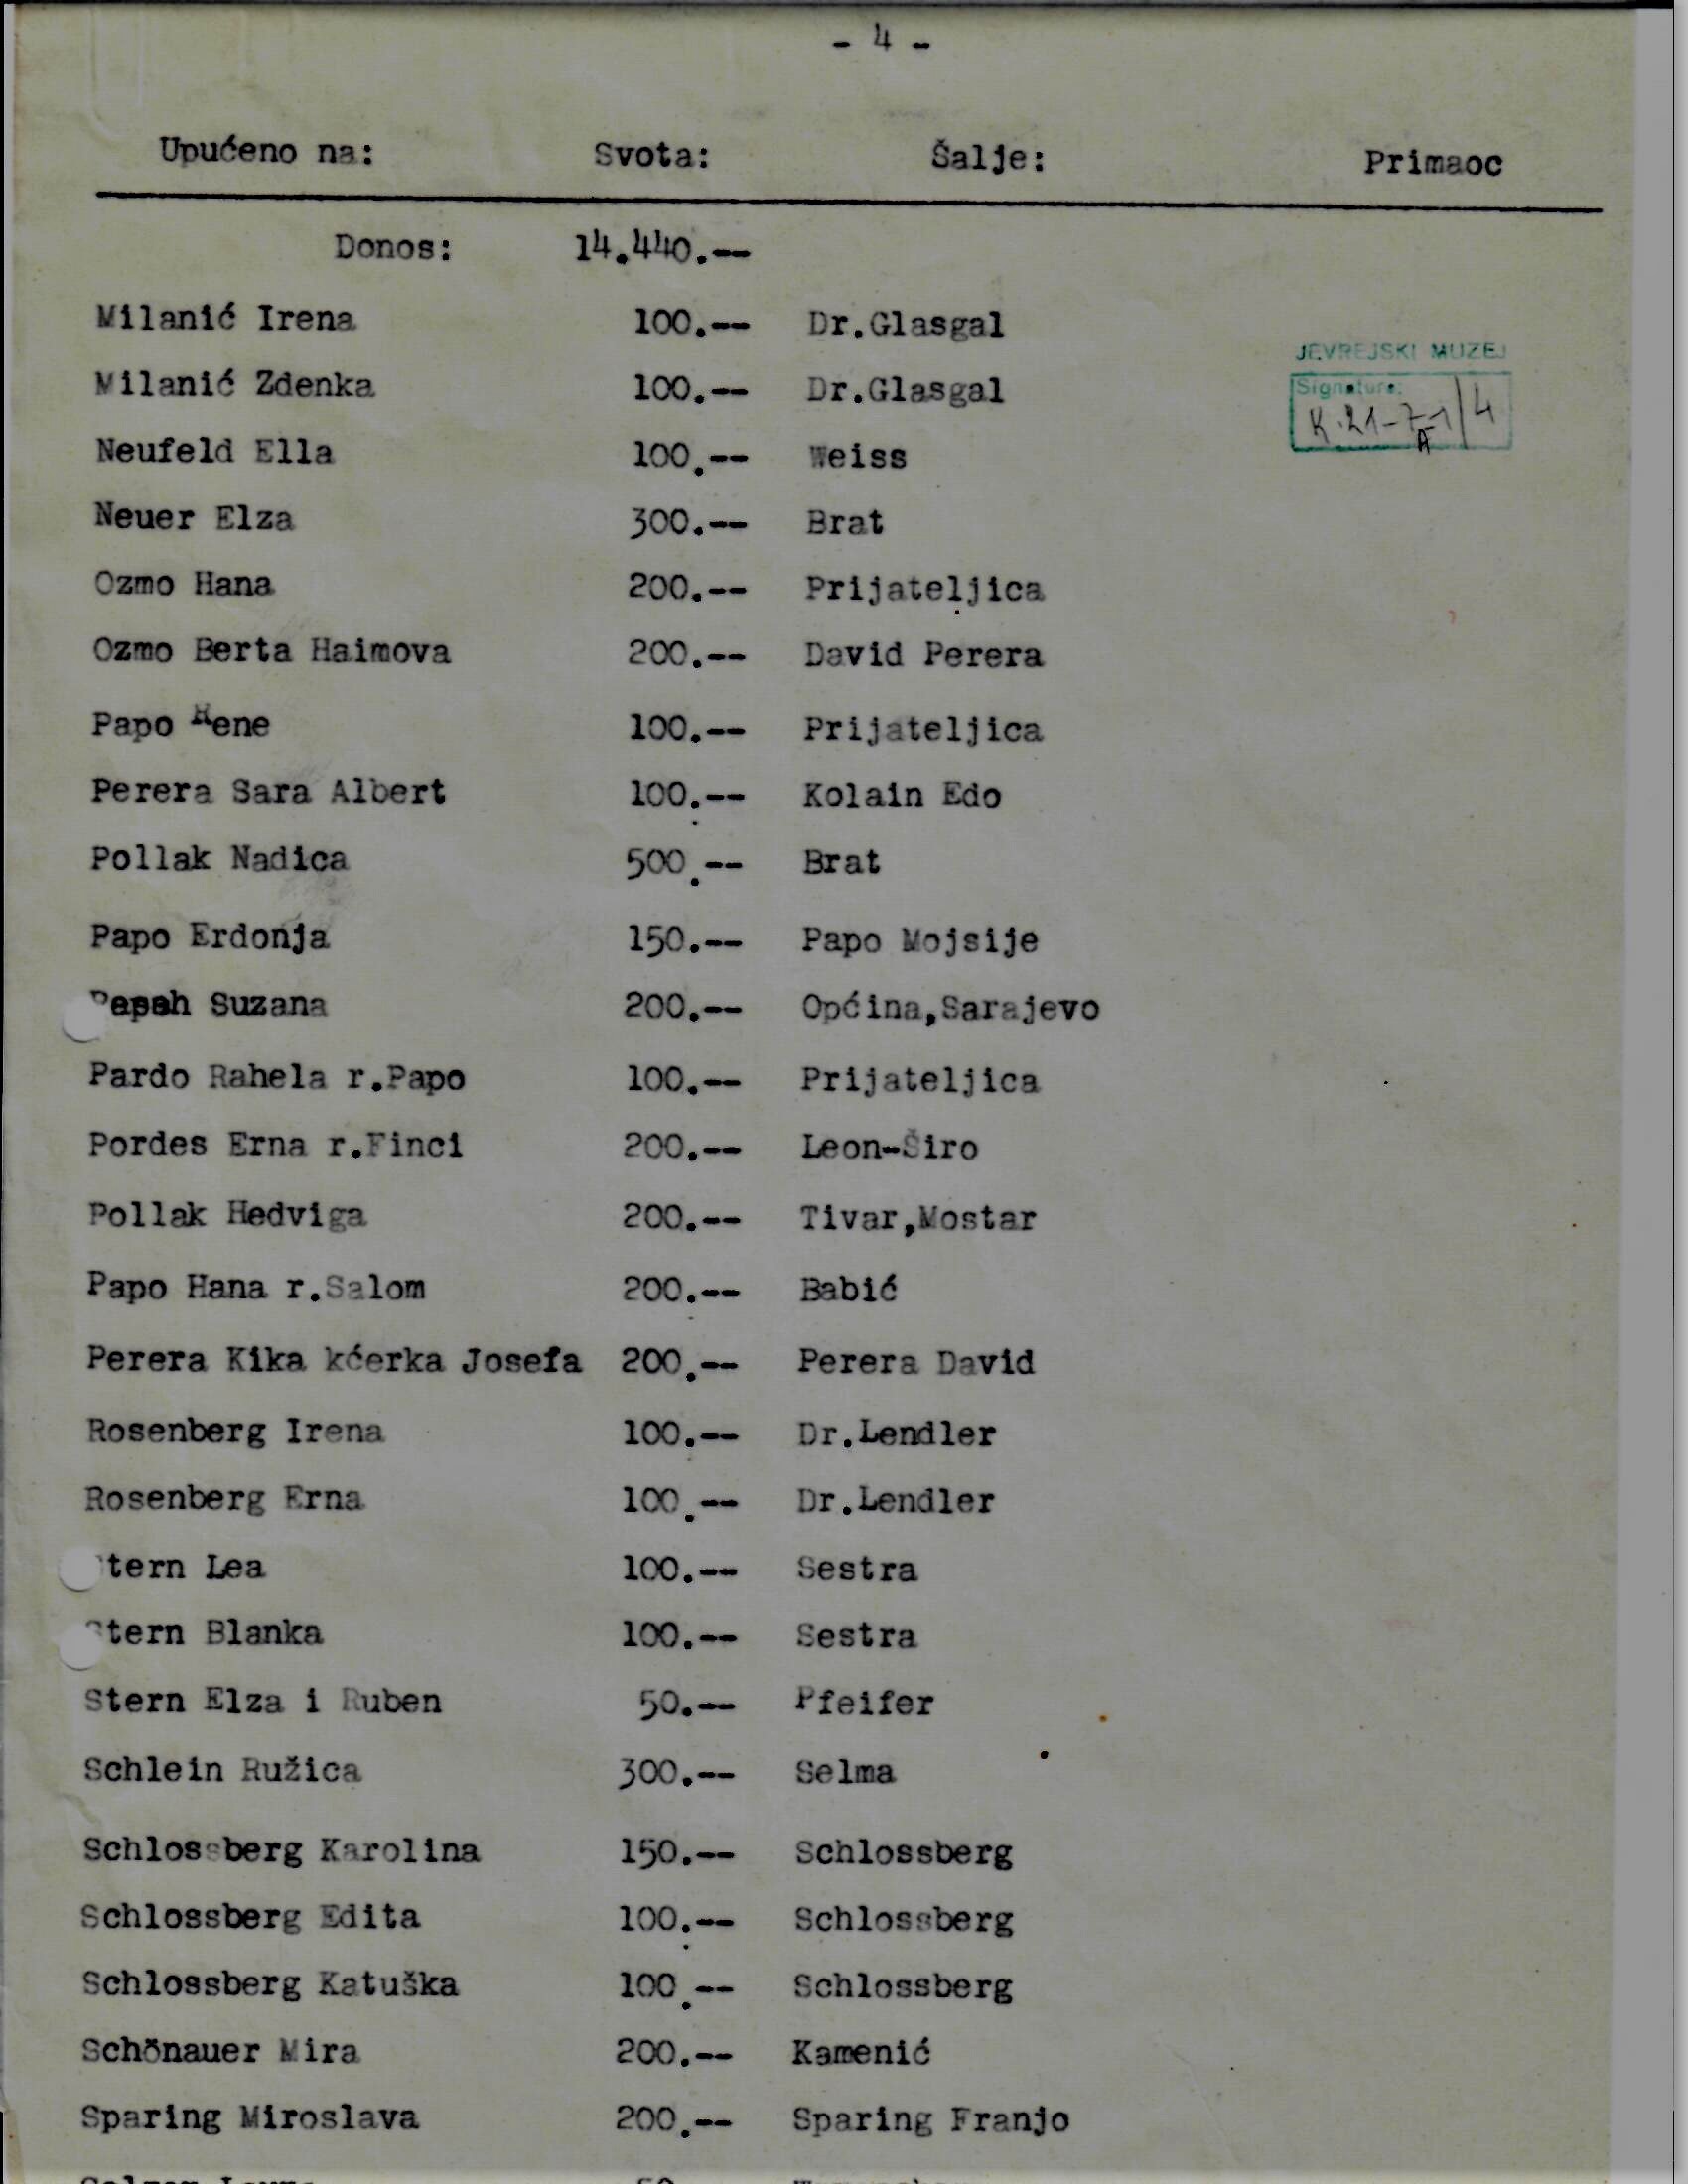 - 4 -
Upućeno na: Svota: Šalje: Primaoc
Donos: 14.440.--
Milanić Irena 100.-- Dr.Glasgal
Milanić Zdenka 100.-- Dr.Glasgal
JEVREJSKI MUZEJ
Signatura:
K.21-7-1/4
A
Neufeld Ella 100.-- Weiss
Neuer Elza 300.-- Brat
Ozmo Hana 200.-- Prijateljica
Ozmo Berta Haimova 200.-- David Perera
Papo Rene 100.-- Prijateljica
Perera Sara Albert 100.-- Kolain Edo
Pollak Nadica 500.-- Brat
Papo Erdonja 150.-- Papo Mojsije
Suzana 200.-- Općina,Sarajevo
Pardo Rahela r.Papo 100.-- Prijateljica
Pordes Erna r.Finci 200.-- Leon-Širo
Pollak Hedviga 200.-- Tivar,Mostar
Papo Hana r.Salom 200.-- Babić
Perera Kika kćerka Josefa 200.-- Perera David
Rosenberg Irena 100.-- Dr.Lendler
Rosenberg Erna 100.-- Dr.Lendler
Stern Lea 100.-- Sestra
Stern Blanka 100.-- Sestra
Stern Elza i Ruben 50.-- Pfeifer
Schlein Ružica 300.-- Selma
Schlossberg Karolina 150.-- Schlossberg
Schlossberg Edita 100.-- Schlossberg
Schlossberg Katuška 100.-- Schlossberg
Schönauer Mira 200.-- Kamenić
Sparing Miroslava 200.-- Sparing Franjo